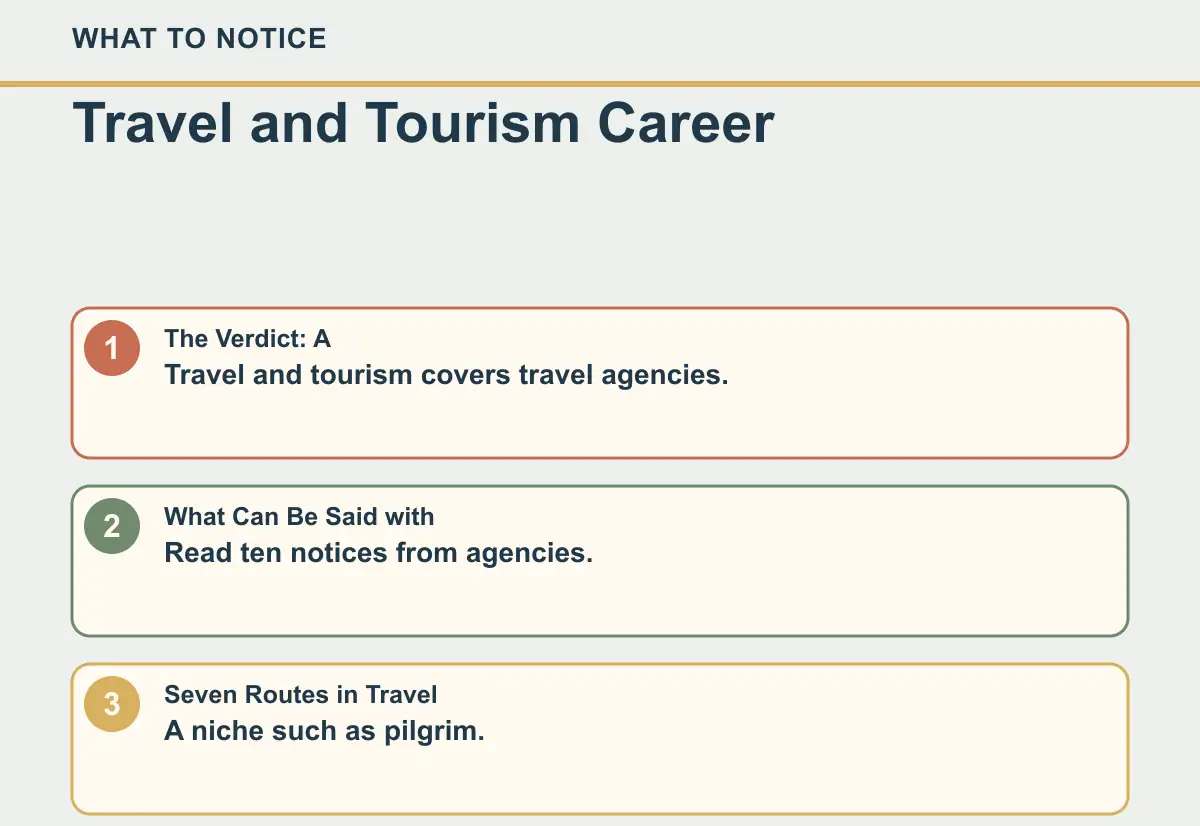 WHAT TO NOTICE
Travel and Tourism Career
1
The Verdict: A
Travel and tourism covers travel agencies.
2
What Can Be Said with
Read ten notices from agencies.
3
Seven Routes in Travel
A niche such as pilgrim.